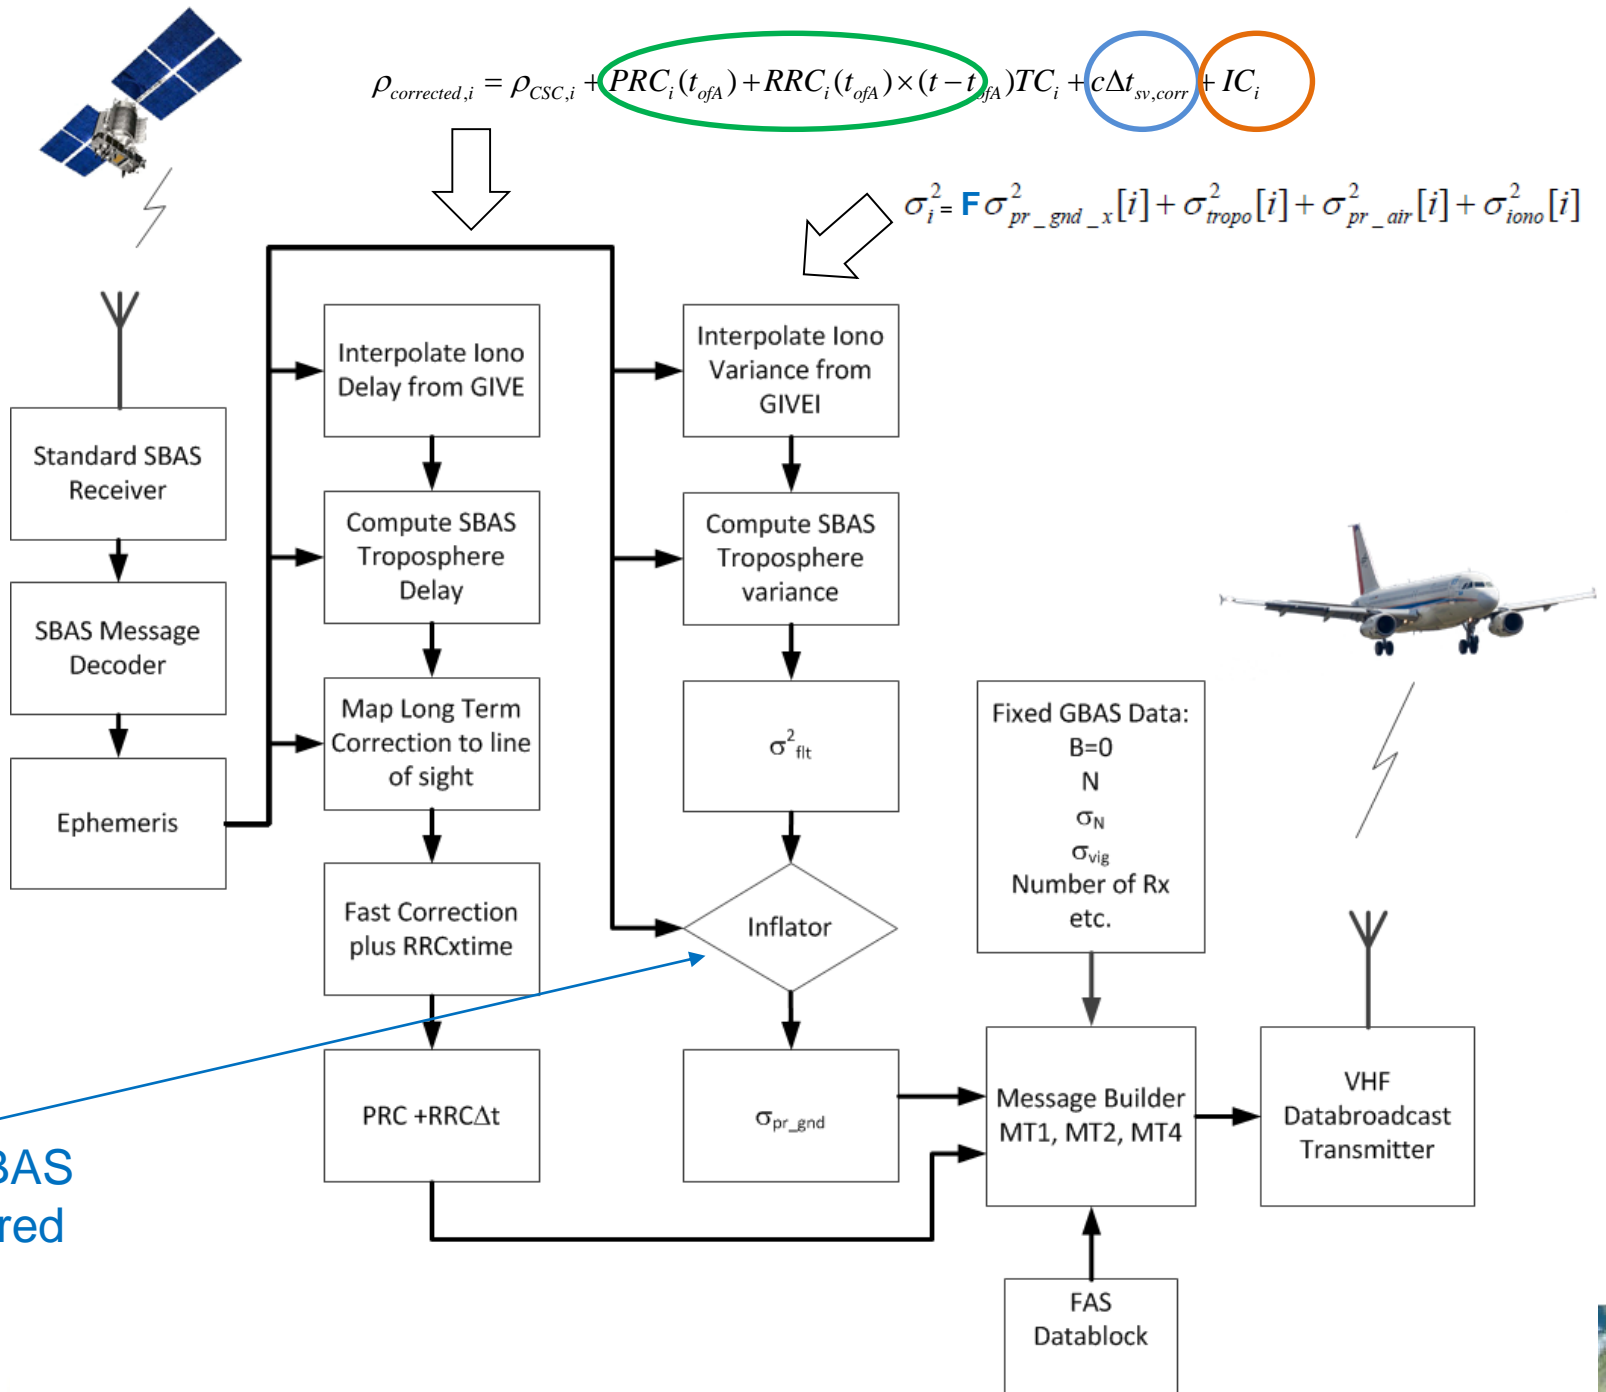 ρcorrected,i = ρCSC,i + PRCi(tofA) + RRCi(tofA) × (t − tofA)TCi + cΔtsv,corr + ICi
σ²i = F σ²pr_gnd_x[i] + σ²tropo[i] + σ²pr_air[i] + σ²iono[i]
Standard SBAS
Receiver
SBAS Message
Decoder
Ephemeris
Interpolate Iono
Delay from GIVE
Compute SBAS
Troposphere
Delay
Map Long Term
Correction to line
of sight
Fast Correction
plus RRCxtime
PRC +RRCΔt
Interpolate Iono
Variance from
GIVEI
Compute SBAS
Troposphere
variance
σ²flt
Inflator
σpr_gnd
Fixed GBAS Data:
B=0
N
σN
σvig
Number of Rx
etc.
Message Builder
MT1, MT2, MT4
VHF
Databroadcast
Transmitter
FAS
Datablock
BAS
red